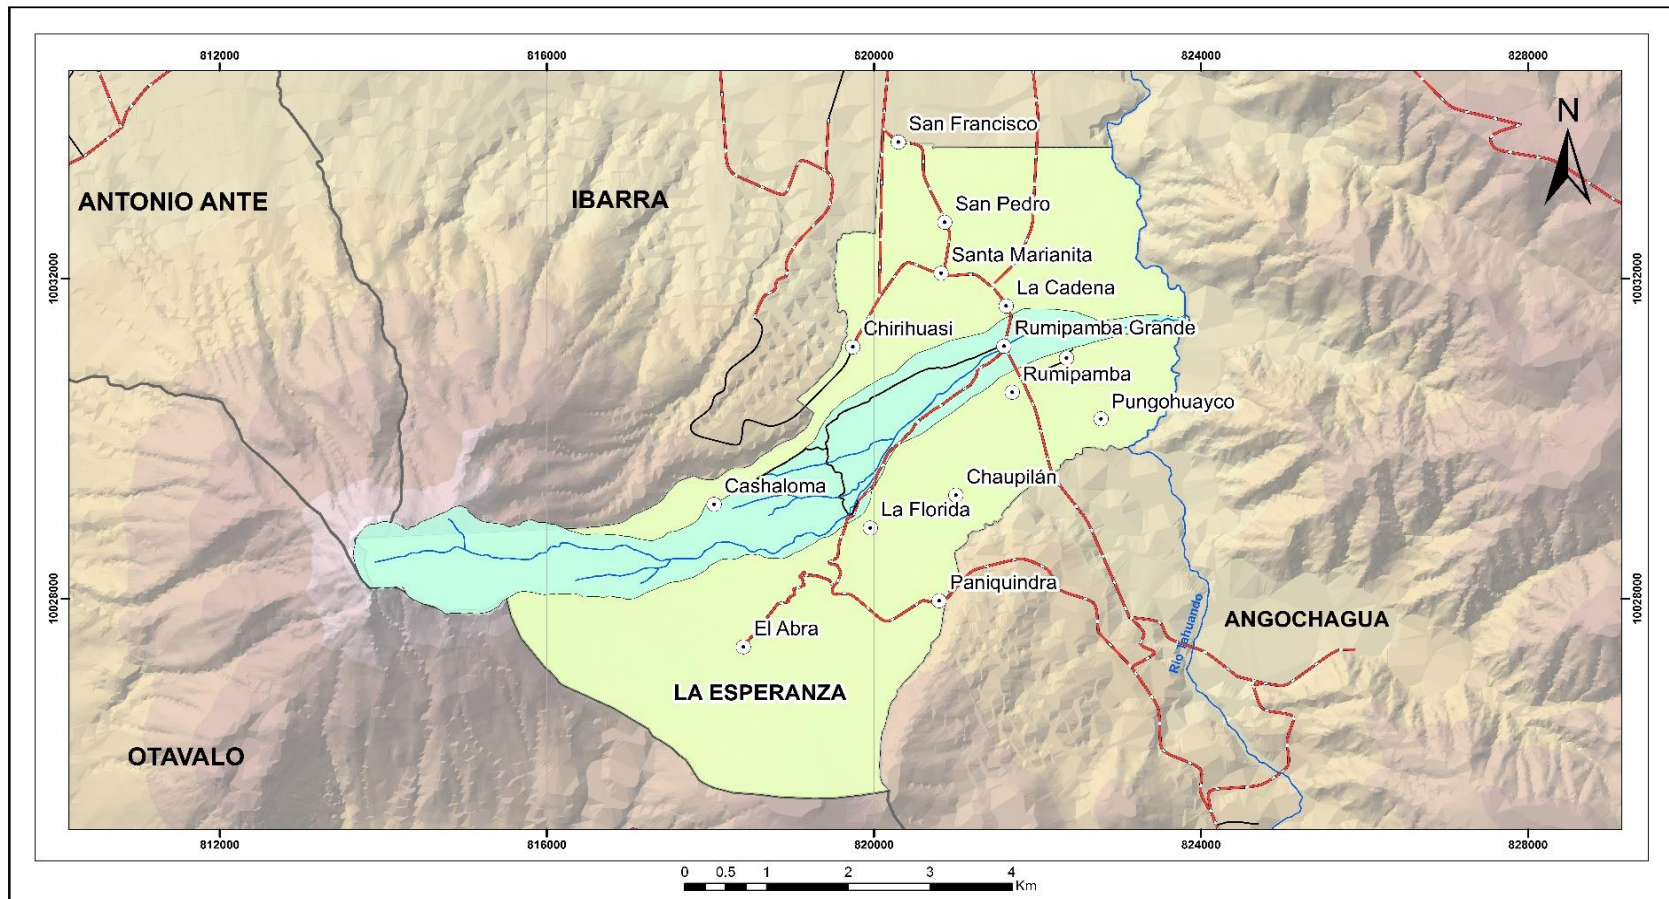 812000 816000 820000 824000 828000
N
San Francisco
ANTONIO ANTE
IBARRA
San Pedro
Santa Marianita
10032000
10032000
La Cadena
Chirihuasi
Rumipamba Grande
Rumipamba
Pungohuayco
Cashaloma
Chaupilán
La Florida
Paniquindra
10028000
10028000
El Abra
Río Tahuando
ANGOCHAGUA
LA ESPERANZA
OTAVALO
812000 816000 820000 824000 828000
0 0.5 1 2 3 4
Km